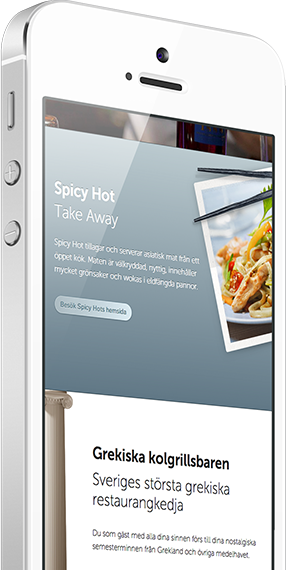 Spicy Hot
Take Away
Spicy Hot tillagar och serverar asiatisk mat från ett
öppet kök. Maten är välkryddad, nyttig, innehåller
mycket grönsaker och wokas i eldfängda pannor.
Besök Spicy Hots hemsida
Grekiska kolgrillsbaren
Sveriges största grekiska
restaurangkedja
Du som gäst med alla dina sinnen förs till dina nostalgiska
semesterminnen från Grekland och övriga medelhavet.